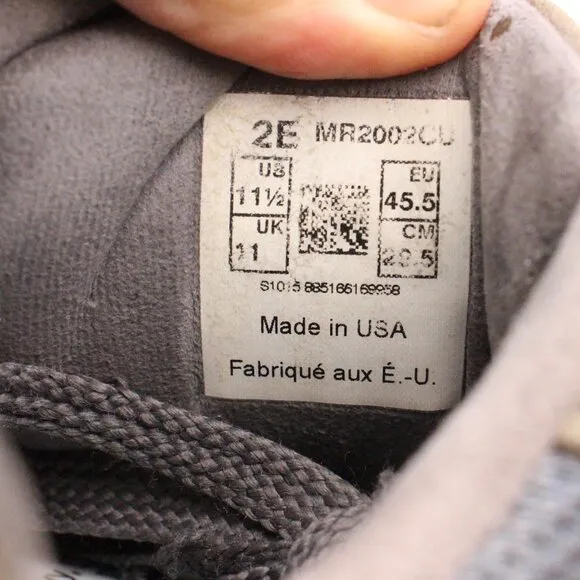 2E MR2002CU
US EU
11½ 45.5
UK CM
11 29.5
S1015 885166169958
Made in USA
Fabriqué aux É.-U.